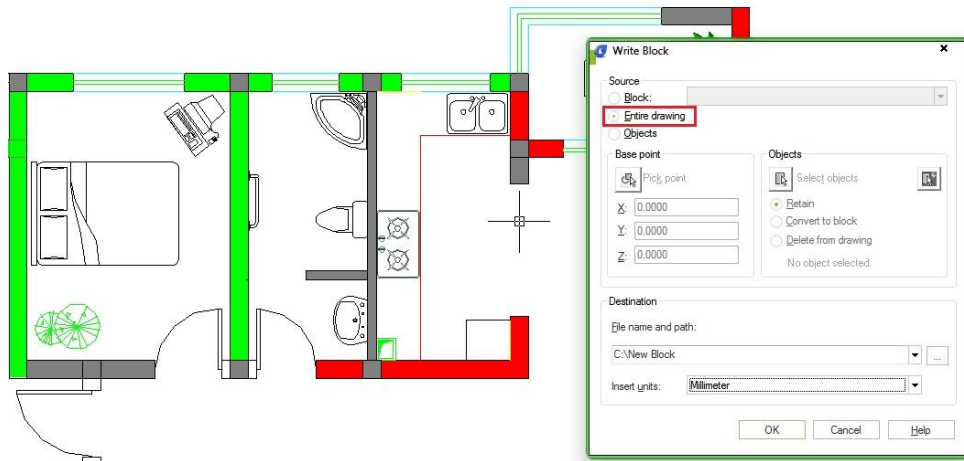 Write Block
Source
Block:
Entire drawing
Objects
Base point
Pick point
X: 0.0000
Y: 0.0000
Z: 0.0000
Objects
Select objects
Retain
Convert to block
Delete from drawing
No object selected.
Destination
File name and path:
C:\New Block
...
Insert units:
Millimeter
OK Cancel Help